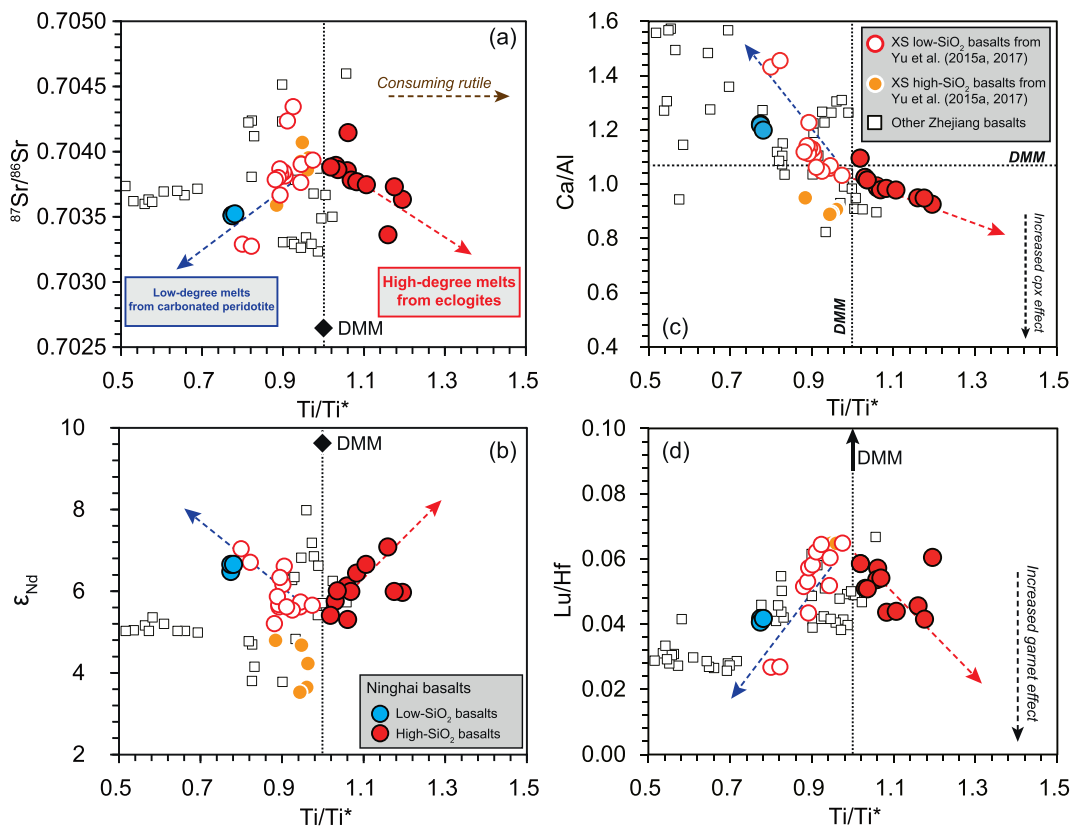 0.7050
0.7045
0.7040
0.7035
0.7030
0.7025
⁸⁷Sr/⁸⁶Sr
(a)
Consuming rutile
Low-degree melts
from carbonated peridotite
High-degree melts
from eclogites
DMM
0.5 0.7 0.9 1.1 1.3 1.5
Ti/Ti*
1.6
1.4
1.2
1.0
0.8
0.6
0.4
Ca/Al
XS low-SiO₂ basalts from
Yu et al. (2015a, 2017)
XS high-SiO₂ basalts from
Yu et al. (2015a, 2017)
Other Zhejiang basalts
DMM
DMM
Increased cpx effect
(c)
0.5 0.7 0.9 1.1 1.3 1.5
Ti/Ti*
10
8
6
4
2
εNd
DMM
(b)
Ninghai basalts
Low-SiO₂ basalts
High-SiO₂ basalts
0.5 0.7 0.9 1.1 1.3 1.5
Ti/Ti*
0.10
0.08
0.06
0.04
0.02
0.00
Lu/Hf
DMM
(d)
Increased garnet effect
0.5 0.7 0.9 1.1 1.3 1.5
Ti/Ti*